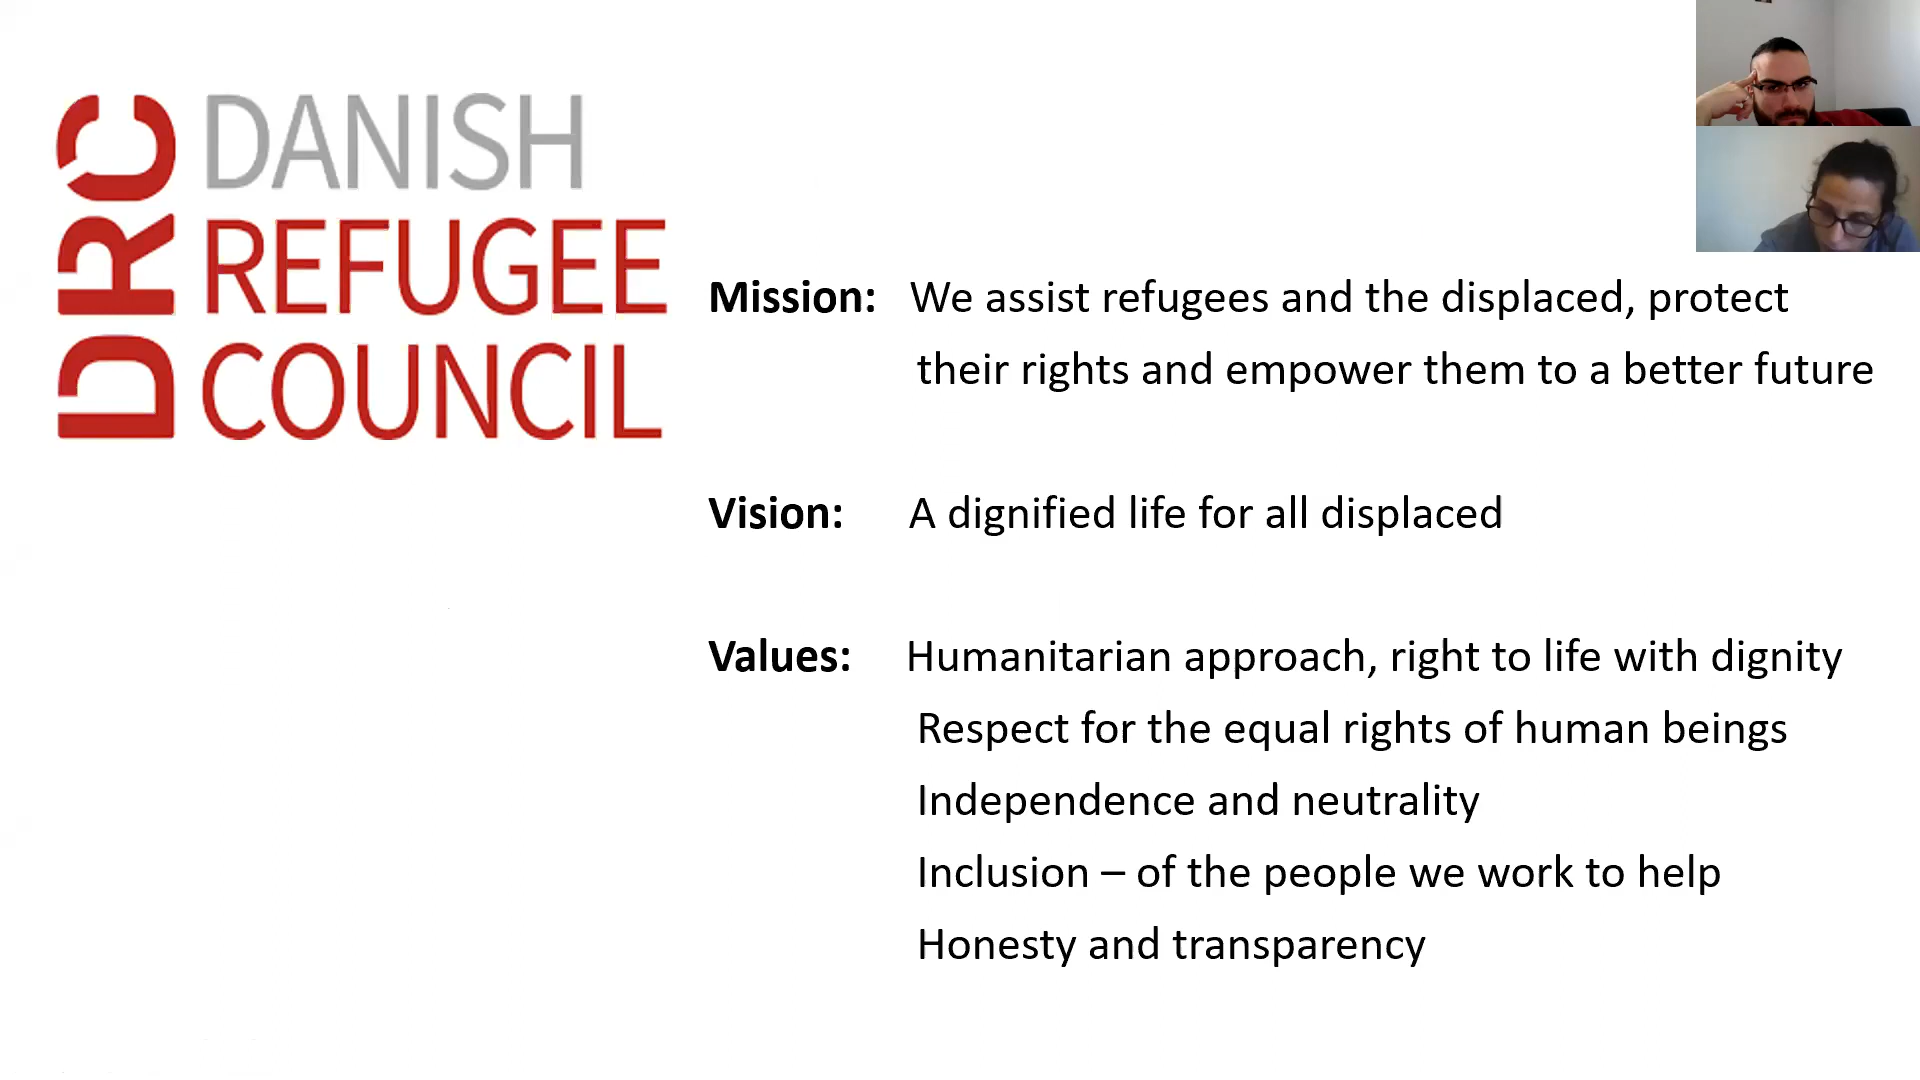 DRC
DANISH
REFUGEE
COUNCIL
Mission: We assist refugees and the displaced, protect
their rights and empower them to a better future
Vision: A dignified life for all displaced
Values: Humanitarian approach, right to life with dignity
Respect for the equal rights of human beings
Independence and neutrality
Inclusion – of the people we work to help
Honesty and transparency